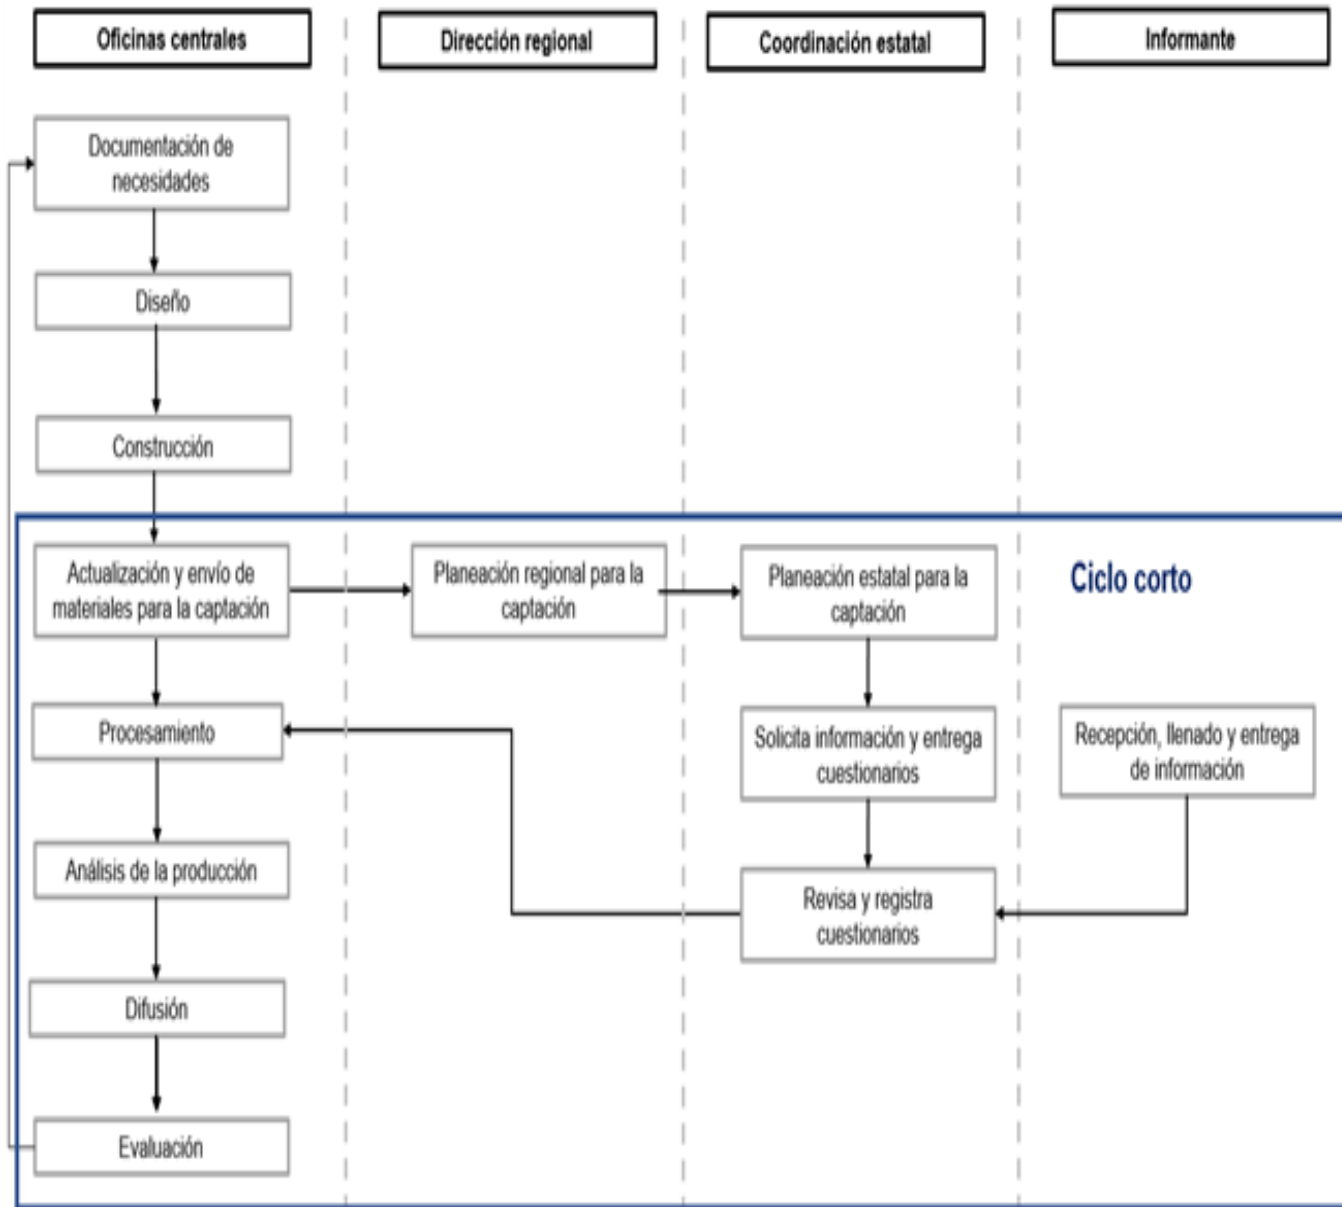 Oficinas centrales
Dirección regional
Coordinación estatal
Informante
Documentación de
necesidades
Diseño
Construcción
Actualización y envío de
materiales para la captación
Planeación regional para la
captación
Planeación estatal para la
captación
Ciclo corto
Procesamiento
Solicita información y entrega
cuestionarios
Recepción, llenado y entrega
de información
Análisis de la producción
Revisa y registra
cuestionarios
Difusión
Evaluación